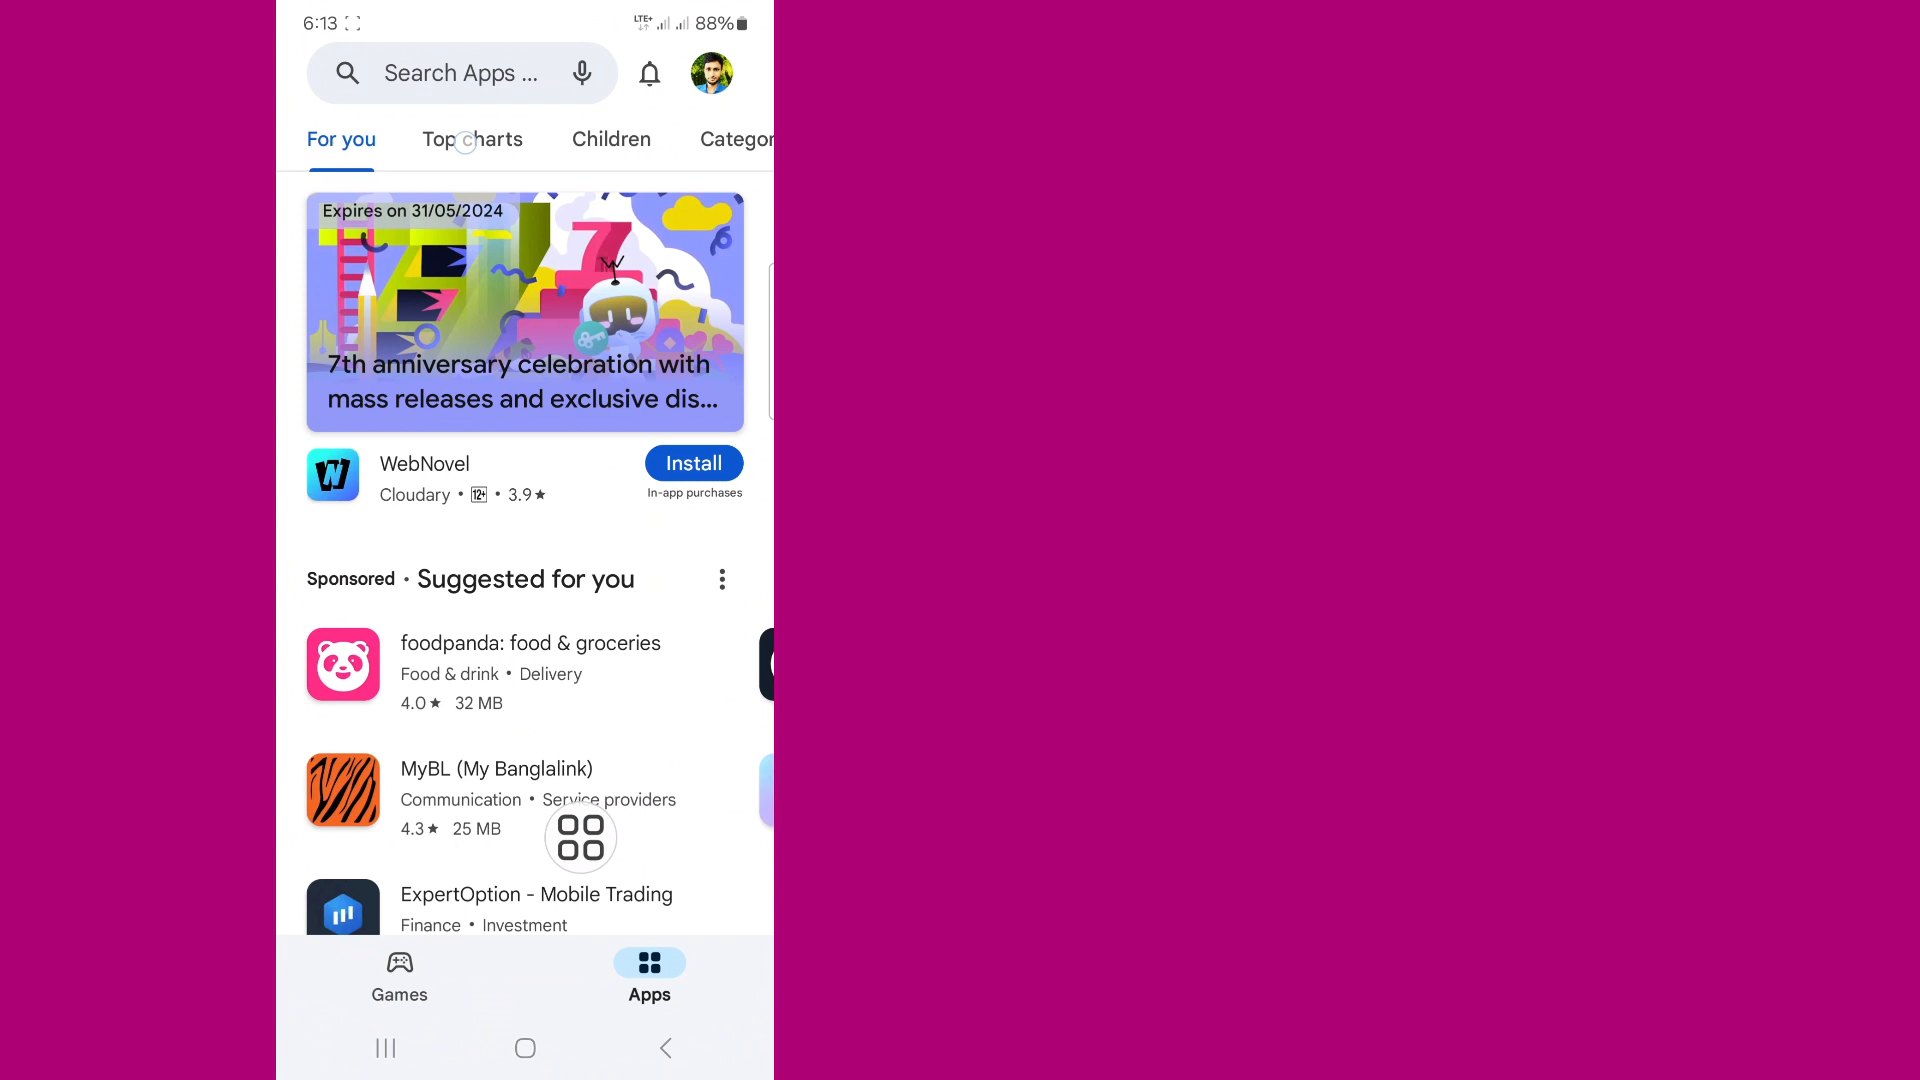 6:13
LTE+ 88%
Search Apps ...
For you Top charts Children Categor
Expires on 31/05/2024
7
7th anniversary celebration with
mass releases and exclusive dis...
WebNovel
Install
Cloudary • 12+ • 3.9★
In-app purchases
Sponsored • Suggested for you
foodpanda: food & groceries
Food & drink • Delivery
4.0★ 32 MB
MyBL (My Banglalink)
Communication • Service providers
4.3★ 25 MB
ExpertOption - Mobile Trading
Finance • Investment
Games Apps